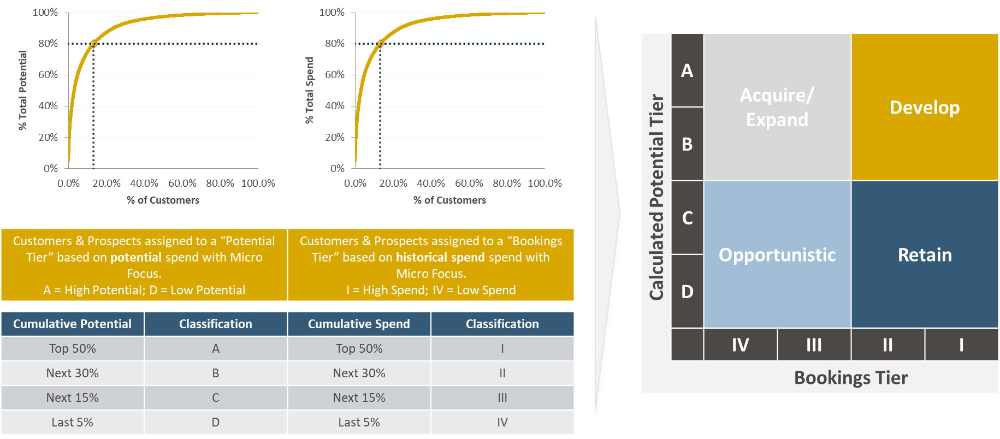 100%
80%
60%
40%
20%
0%
% Total Potential
0.0% 20.0% 40.0% 60.0% 80.0% 100.0%
% of Customers
100%
80%
60%
40%
20%
0%
% Total Spend
0.0% 20.0% 40.0% 60.0% 80.0% 100.0%
% of Customers
Customers & Prospects assigned to a “Potential
Tier” based on potential spend with Micro
Focus.
A = High Potential; D = Low Potential
Customers & Prospects assigned to a “Bookings
Tier” based on historical spend spend with
Micro Focus.
I = High Spend; IV = Low Spend
Cumulative Potential Classification Cumulative Spend Classification
Top 50% A Top 50% I
Next 30% B Next 30% II
Next 15% C Next 15% III
Last 5% D Last 5% IV
Calculated Potential Tier
A
B
C
D
Acquire/
Expand
Develop
Opportunistic
Retain
IV III II I
Bookings Tier